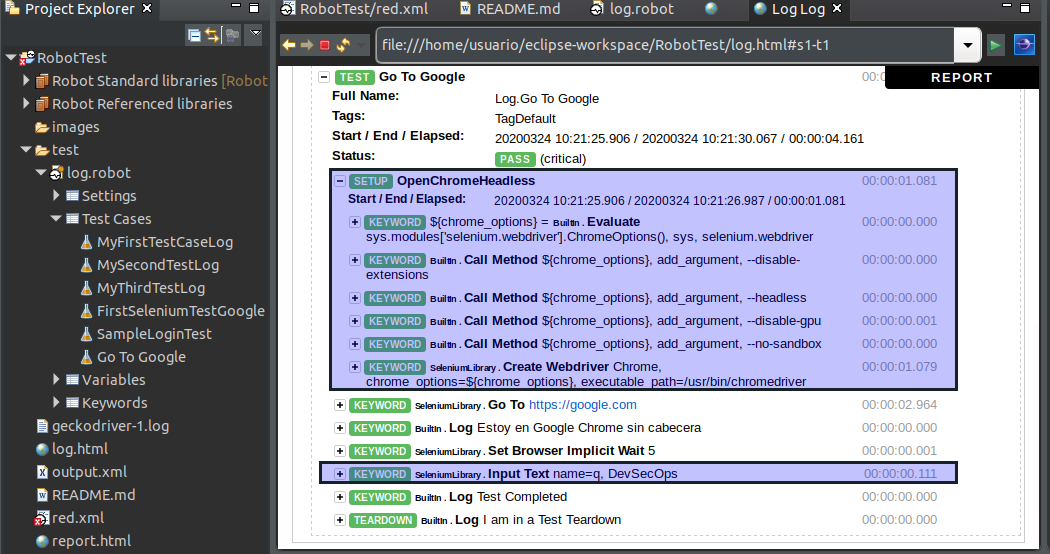 Project Explorer
RobotTest
Robot Standard libraries [Robot
Robot Referenced libraries
images
test
log.robot
Settings
Test Cases
MyFirstTestCaseLog
MySecondTestLog
MyThirdTestLog
FirstSeleniumTestGoogle
SampleLoginTest
Go To Google
Variables
Keywords
geckodriver-1.log
log.html
output.xml
README.md
red.xml
report.html
RobotTest/red.xml README.md log.robot Log Log
file:///home/usuario/eclipse-workspace/RobotTest/log.html#s1-t1
REPORT
TEST Go To Google 00:0
Full Name: Log.Go To Google
Tags: TagDefault
Start / End / Elapsed: 20200324 10:21:25.906 / 20200324 10:21:30.067 / 00:00:04.161
Status: PASS (critical)
SETUP OpenChromeHeadless 00:00:01.081
Start / End / Elapsed: 20200324 10:21:25.906 / 20200324 10:21:26.987 / 00:00:01.081
KEYWORD ${chrome_options} = BuiltIn . Evaluate 00:00:00.000
sys.modules['selenium.webdriver'].ChromeOptions(), sys, selenium.webdriver
KEYWORD BuiltIn . Call Method ${chrome_options}, add_argument, --disable- 00:00:00.000
extensions
KEYWORD BuiltIn . Call Method ${chrome_options}, add_argument, --headless 00:00:00.000
KEYWORD BuiltIn . Call Method ${chrome_options}, add_argument, --disable-gpu 00:00:00.001
KEYWORD BuiltIn . Call Method ${chrome_options}, add_argument, --no-sandbox 00:00:00.000
KEYWORD SeleniumLibrary . Create Webdriver Chrome, 00:00:01.079
chrome_options=${chrome_options}, executable_path=/usr/bin/chromedriver
KEYWORD SeleniumLibrary . Go To https://google.com 00:00:02.964
KEYWORD BuiltIn . Log Estoy en Google Chrome sin cabecera 00:00:00.000
KEYWORD SeleniumLibrary . Set Browser Implicit Wait 5 00:00:00.001
KEYWORD SeleniumLibrary . Input Text name=q, DevSecOps 00:00:00.111
KEYWORD BuiltIn . Log Test Completed 00:00:00.000
TEARDOWN BuiltIn . Log I am in a Test Teardown 00:00:00.000